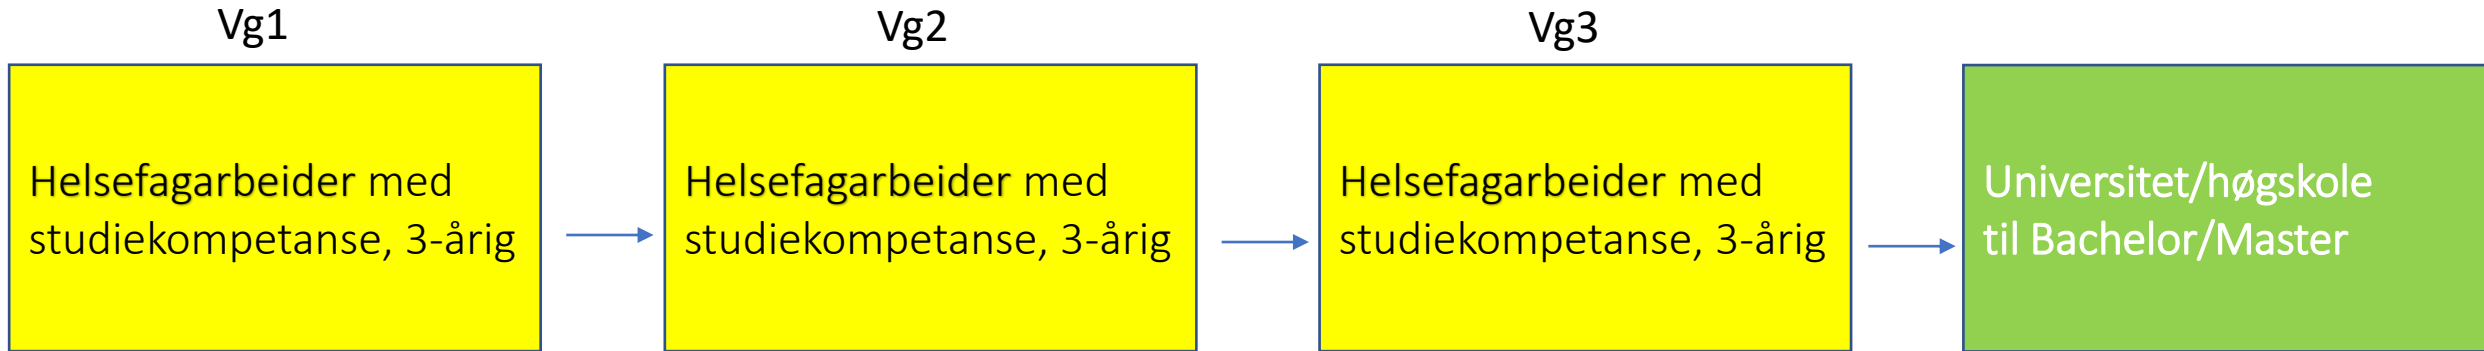 Vg1
Helsefagarbeider med
studiekompetanse, 3-årig
Vg2
Helsefagarbeider med
studiekompetanse, 3-årig
Vg3
Helsefagarbeider med
studiekompetanse, 3-årig
Universitet/høgskole
til Bachelor/Master